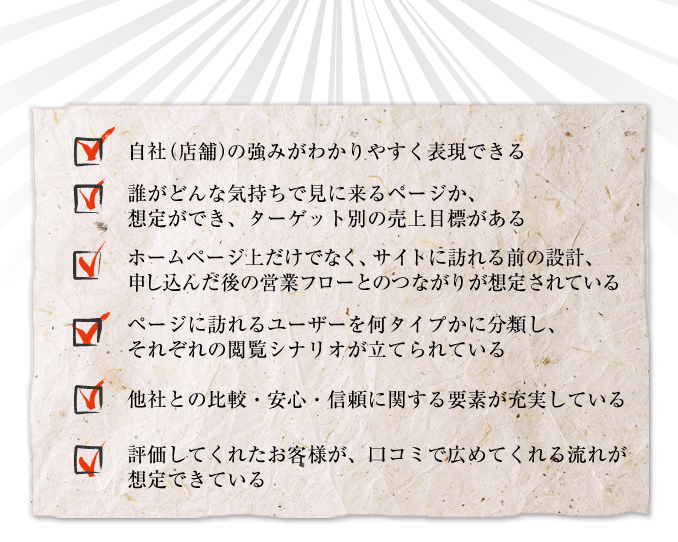 自社（店舗）の強みがわかりやすく表現できる
誰がどんな気持ちで見に来るページか、
想定ができ、ターゲット別の売上目標がある
ホームページ上だけでなく、サイトに訪れる前の設計、
申し込んだ後の営業フローとのつながりが想定されている
ページに訪れるユーザーを何タイプかに分類し、
それぞれの閲覧シナリオが立てられている
他社との比較・安心・信頼に関する要素が充実している
評価してくれたお客様が、口コミで広めてくれる流れが
想定できている